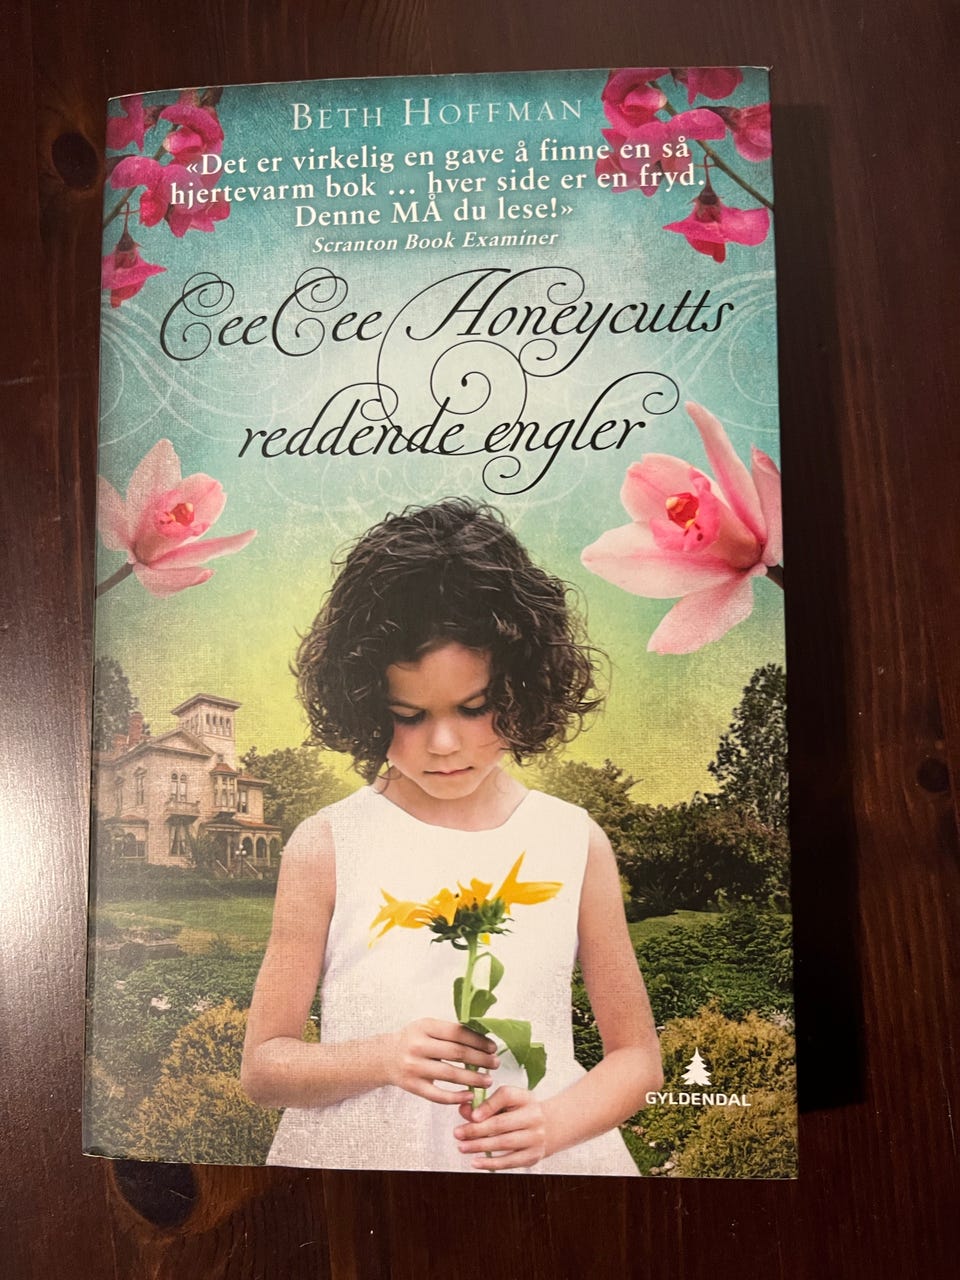 BETH HOFFMAN
«Det er virkelig en gave å finne en så
hjertevarm bok ... hver side er en fryd.
Denne MÅ du lese!»
Scranton Book Examiner
CeeCee Honeycutts
reddende engler
GYLDENDAL